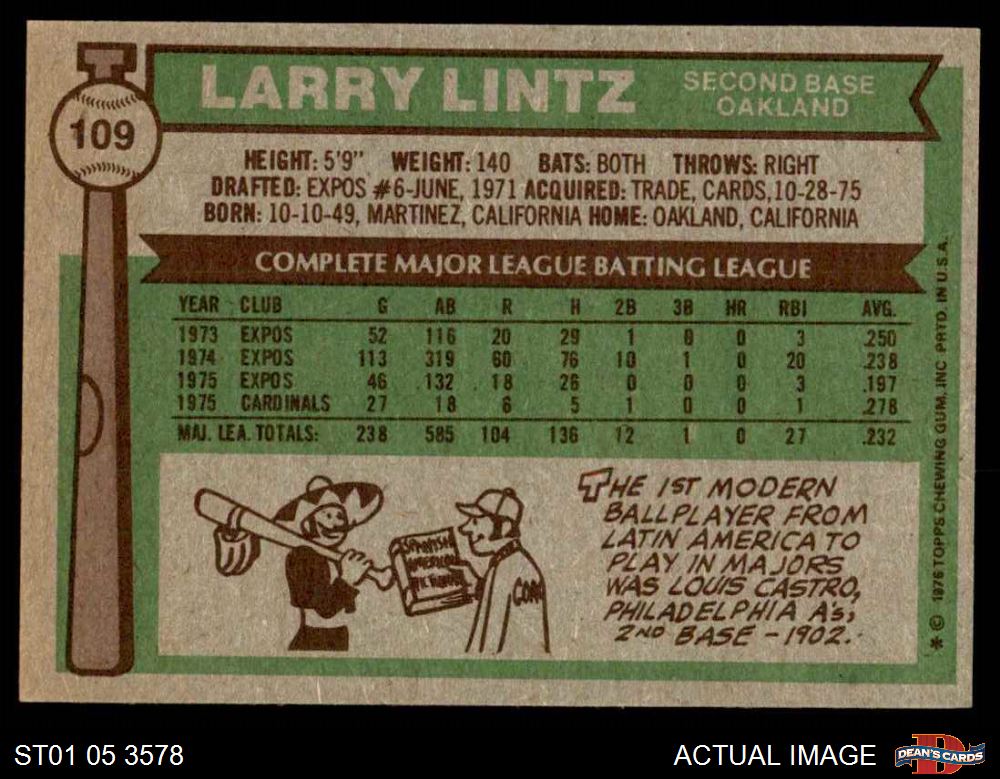 LARRY LINTZ
SECOND BASE
OAKLAND
109
HEIGHT: 5'9" WEIGHT: 140 BATS: BOTH THROWS: RIGHT
DRAFTED: EXPOS #6-JUNE, 1971 ACQUIRED: TRADE, CARDS, 10-28-75
BORN: 10-10-49, MARTINEZ, CALIFORNIA HOME: OAKLAND, CALIFORNIA
COMPLETE MAJOR LEAGUE BATTING LEAGUE
YEAR CLUB G AB R H 2B 3B HR RBI AVG.
1973 EXPOS 52 116 20 29 1 0 0 3 .250
1974 EXPOS 113 319 60 76 10 1 0 20 .238
1975 EXPOS 46 132 18 26 0 0 0 3 .197
1975 CARDINALS 27 18 6 5 1 0 0 1 .278
MAJ. LEA. TOTALS: 238 585 104 136 12 1 0 27 .232
THE 1ST MODERN
BALLPLAYER FROM
LATIN AMERICA TO
PLAY IN MAJORS
WAS LOUIS CASTRO,
PHILADELPHIA A's,
2ND BASE - 1902.
SPANISH
AMERICAN
COA
* © 1976 TOPPS CHEWING GUM, INC. PRTD. IN U.S.A.
ST01 05 3578
ACTUAL IMAGE
DEAN'S CARDS